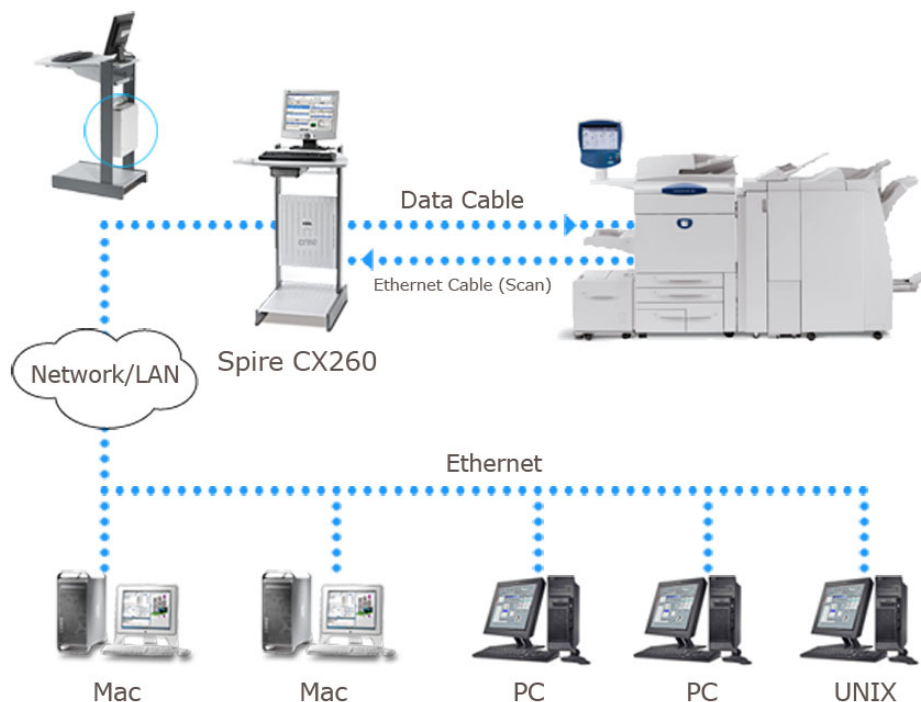 Data Cable
Ethernet Cable (Scan)
Spire CX260
Network/LAN
Ethernet
Mac
Mac
PC
PC
UNIX